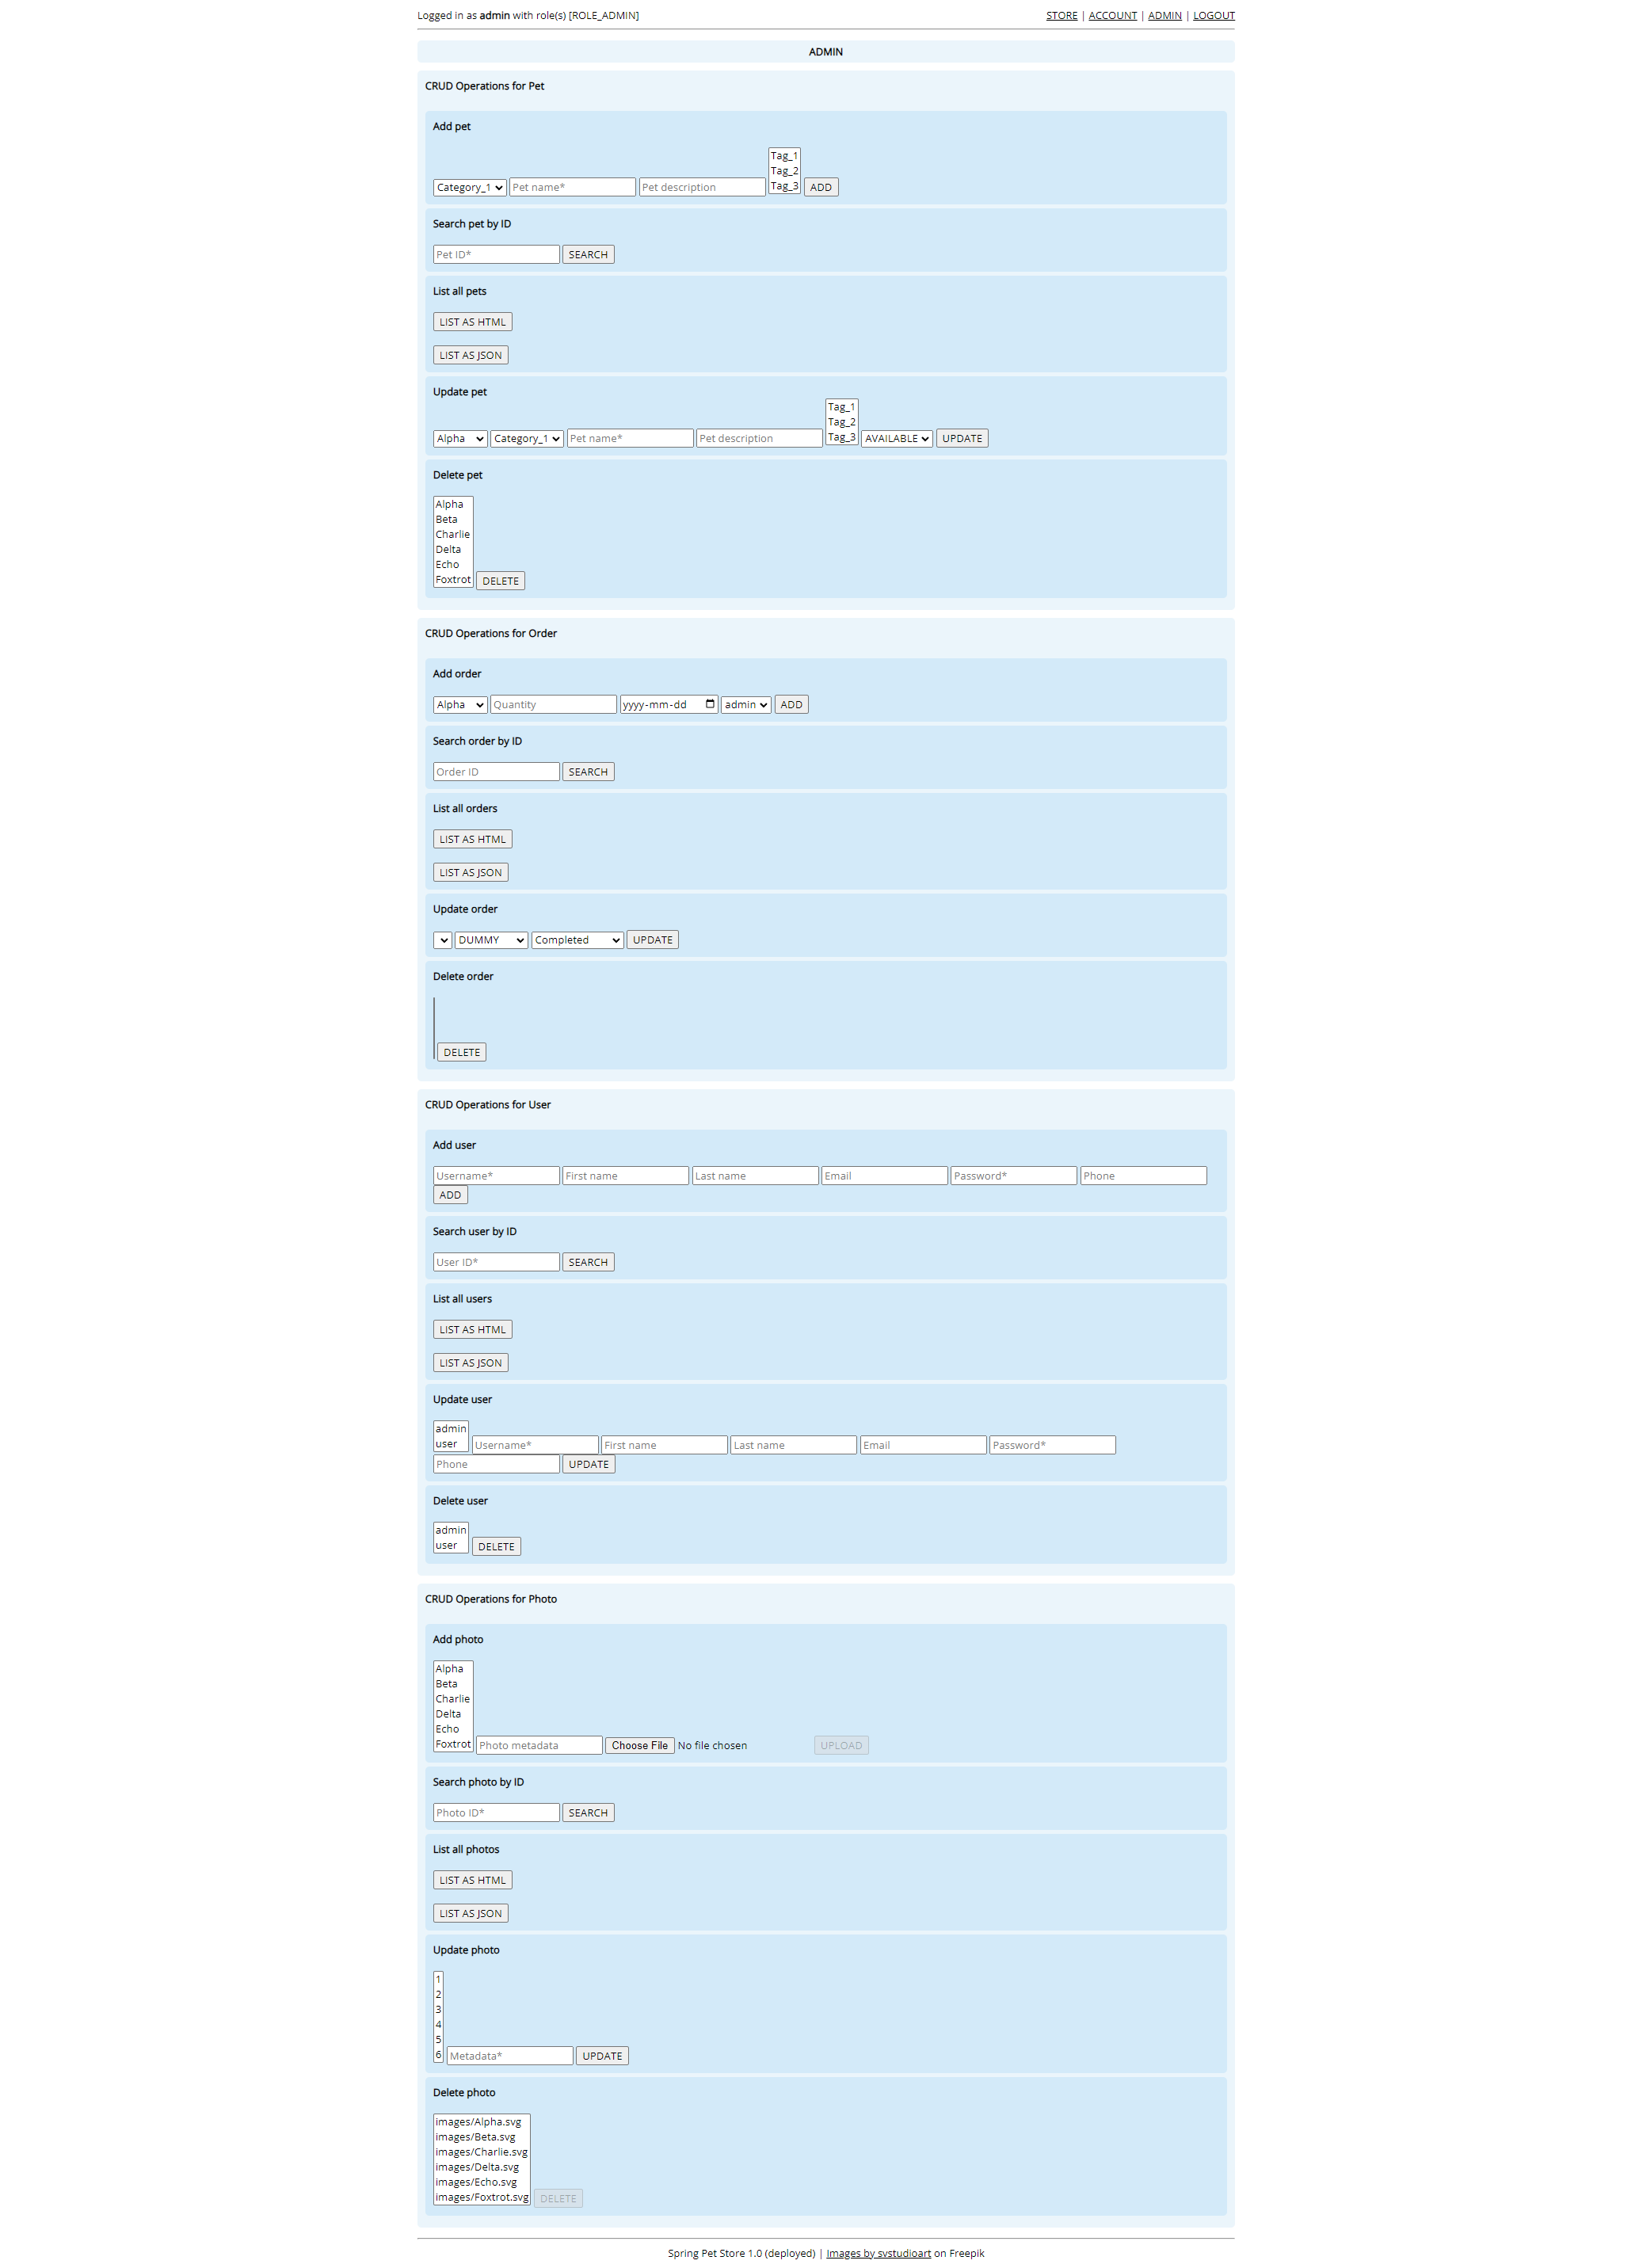 Logged in as admin with role(s) [ROLE_ADMIN] STORE | ACCOUNT | ADMIN | LOGOUT
ADMIN
CRUD Operations for Pet
Add pet
Tag_1
Tag_2
Category_1 Pet name* Pet description Tag_3 ADD
Search pet by ID
Pet ID* SEARCH
List all pets
LIST AS HTML
LIST AS JSON
Update pet
Tag_1
Tag_2
Alpha Category_1 Pet name* Pet description Tag_3 AVAILABLE UPDATE
Delete pet
Alpha
Beta
Charlie
Delta
Echo
Foxtrot DELETE
CRUD Operations for Order
Add order
Alpha Quantity yyyy-mm-dd admin ADD
Search order by ID
Order ID SEARCH
List all orders
LIST AS HTML
LIST AS JSON
Update order
DUMMY Completed UPDATE
Delete order
DELETE
CRUD Operations for User
Add user
Username* First name Last name Email Password* Phone
ADD
Search user by ID
User ID* SEARCH
List all users
LIST AS HTML
LIST AS JSON
Update user
admin
user Username* First name Last name Email Password*
Phone UPDATE
Delete user
admin
user DELETE
CRUD Operations for Photo
Add photo
Alpha
Beta
Charlie
Delta
Echo
Foxtrot Photo metadata Choose File No file chosen UPLOAD
Search photo by ID
Photo ID* SEARCH
List all photos
LIST AS HTML
LIST AS JSON
Update photo
1
2
3
4
5
6 Metadata* UPDATE
Delete photo
images/Alpha.svg
images/Beta.svg
images/Charlie.svg
images/Delta.svg
images/Echo.svg
images/Foxtrot.svg DELETE
Spring Pet Store 1.0 (deployed) | Images by svstudioart on Freepik